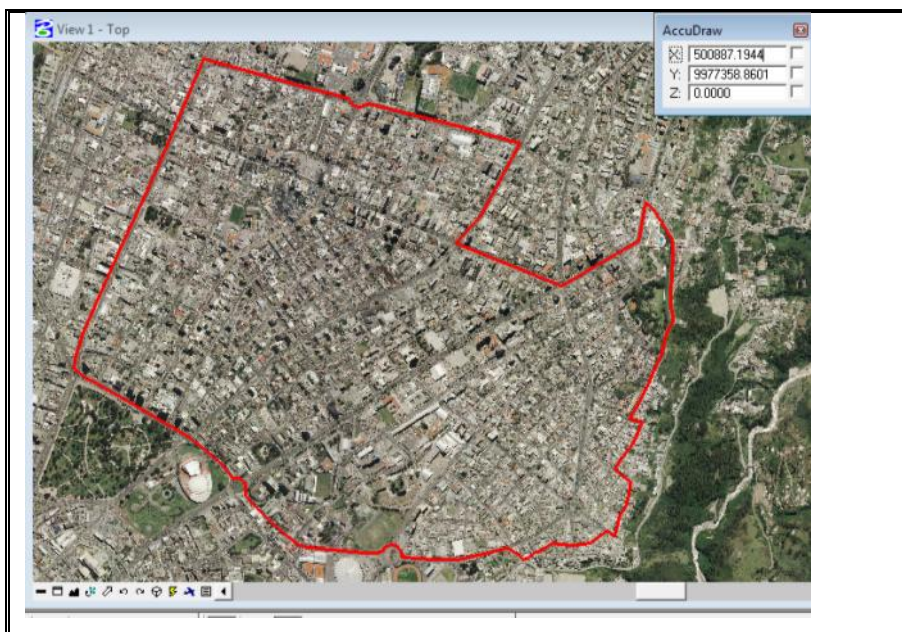 View 1 - Top
AccuDraw
X: 500887.1944
Y: 9977358.8601
Z: 0.0000